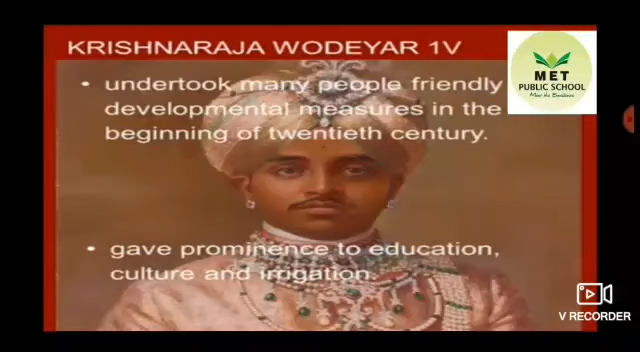 KRISHNARAJA WODEYAR 1V
• undertook many people friendly
developmental measures in the
beginning of twentieth century.
• gave prominence to education,
culture and irrigation.
MET
PUBLIC SCHOOL
V RECORDER